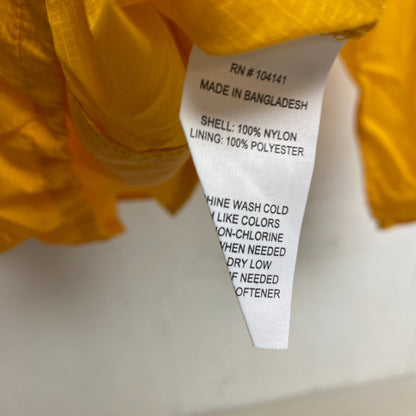 RN # 104141
MADE IN BANGLADESH
SHELL: 100% NYLON
LINING: 100% POLYESTER
HINE WASH COLD
LIKE COLORS
ON-CHLORINE
WHEN NEEDED
DRY LOW
IF NEEDED
OFTENER